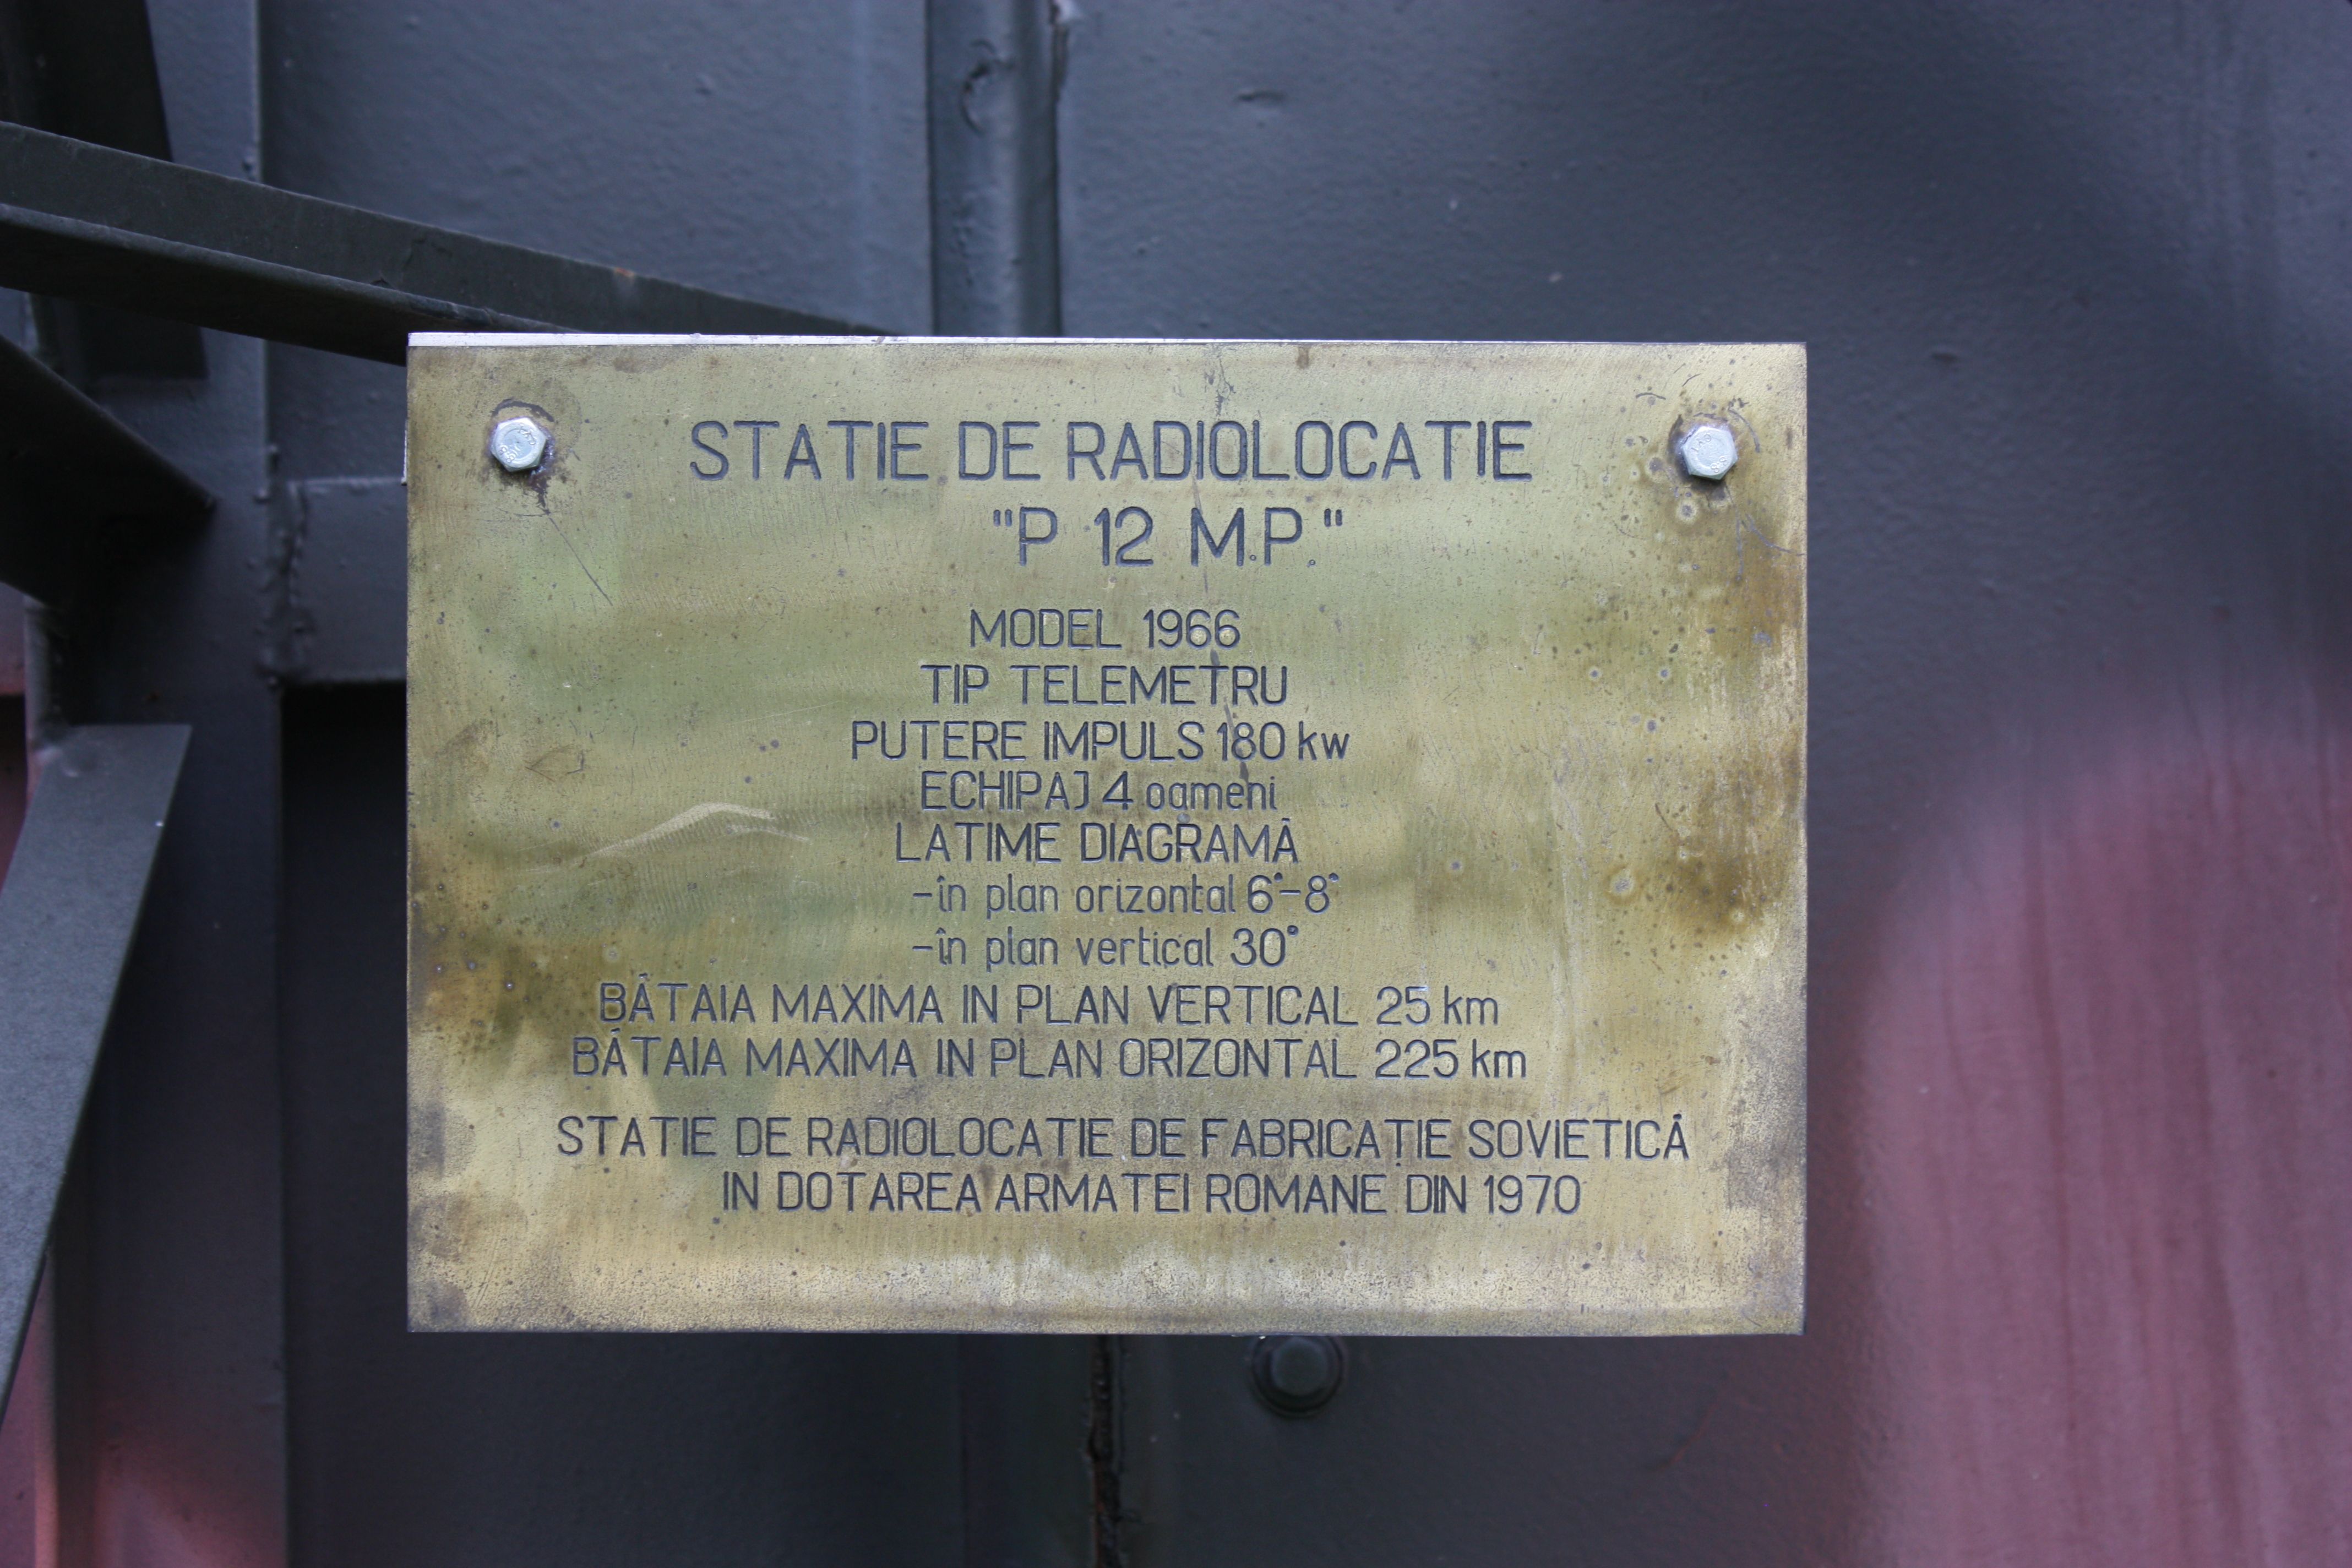 STATIE DE RADIOLOCATIE
"P 12 M.P."
MODEL 1966
TIP TELEMETRU
PUTERE IMPULS 180 kw
ECHIPAJ 4 oameni
LATIME DIAGRAMĂ
-în plan orizontal 6°-8°
-în plan vertical 30°
BĂTAIA MAXIMA IN PLAN VERTICAL 25 km
BĂTAIA MAXIMA IN PLAN ORIZONTAL 225 km
STATIE DE RADIOLOCATIE DE FABRICAȚIE SOVIETICĂ
IN DOTAREA ARMATEI ROMANE DIN 1970